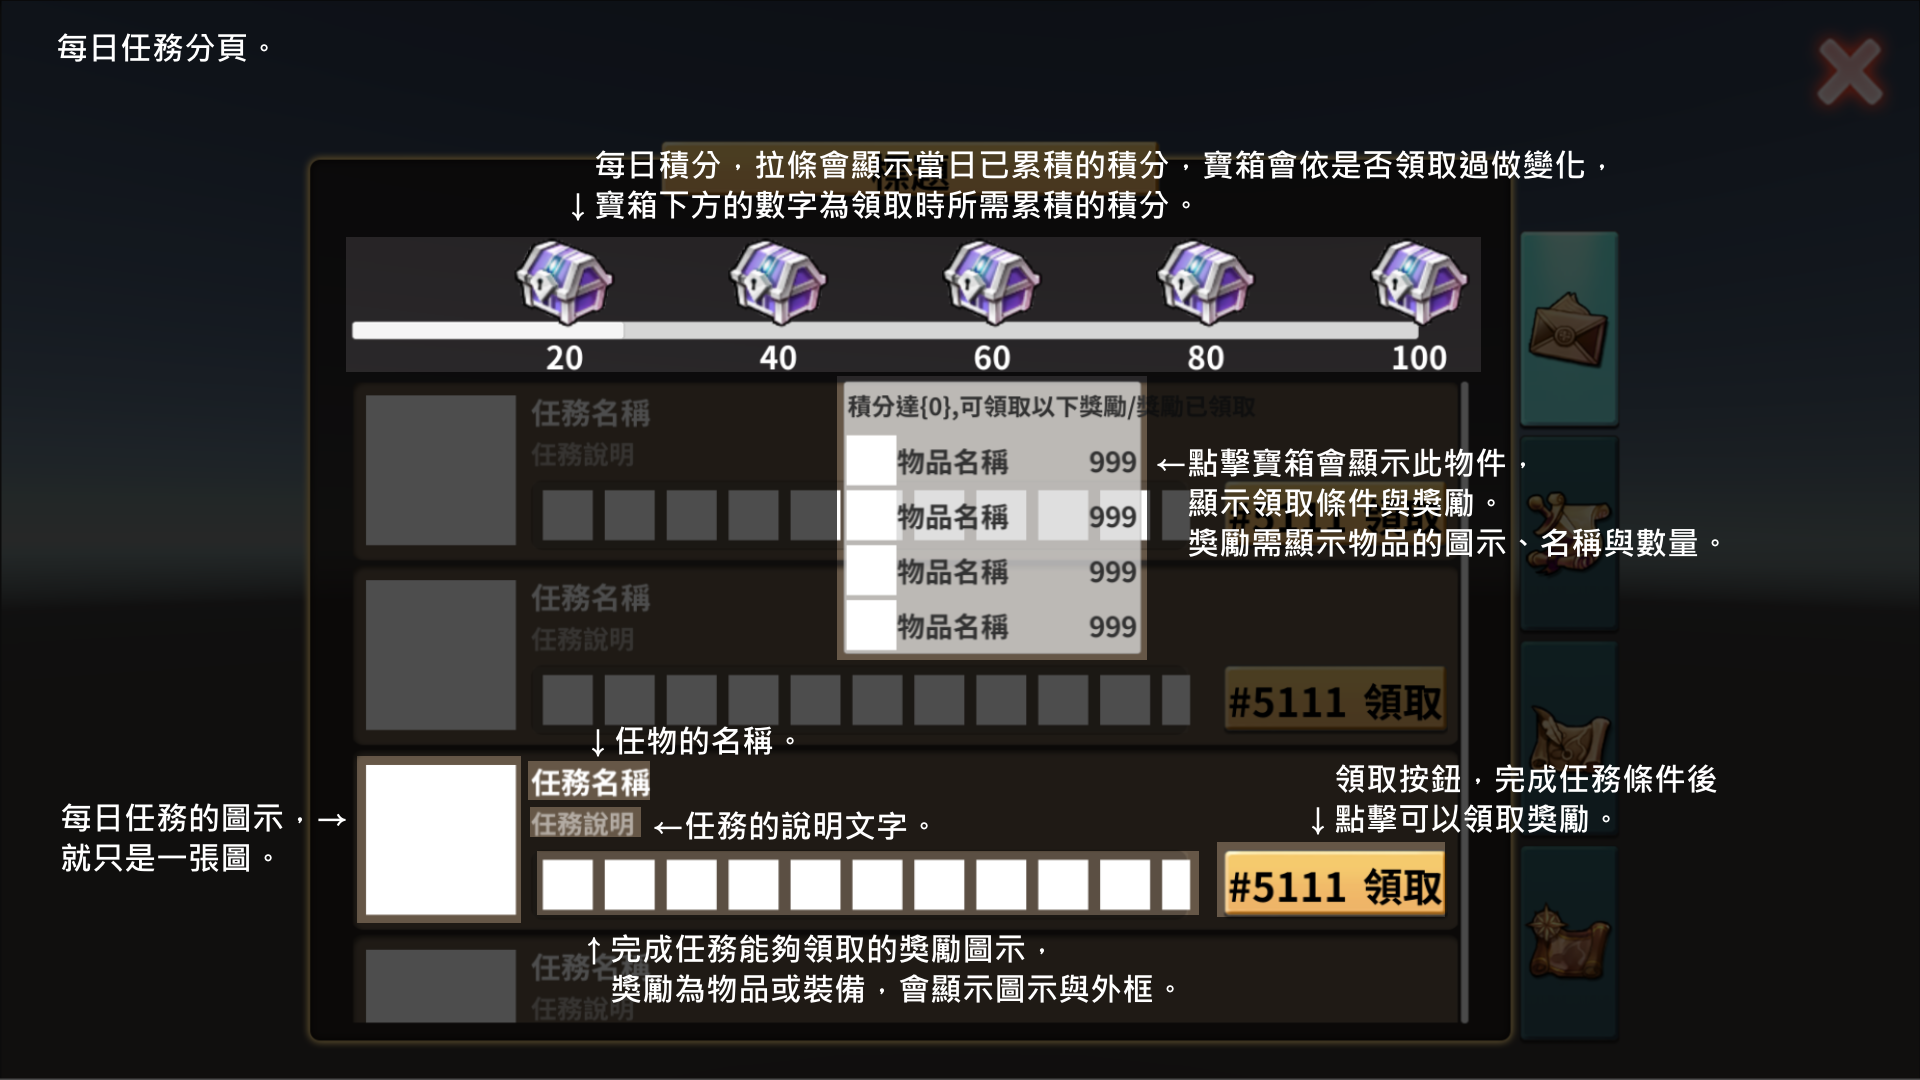 每日任務分頁。
標題
每日積分，拉條會顯示當日已累積的積分，寶箱會依是否領取過做變化，
↓寶箱下方的數字為領取時所需累積的積分。
20 40 60 80 100
任務名稱
任務說明
積分達{0},可領取以下獎勵/獎勵已領取
物品名稱 999
物品名稱 999
物品名稱 999
物品名稱 999
←點擊寶箱會顯示此物件，
顯示領取條件與獎勵。
獎勵需顯示物品的圖示、名稱與數量。
#5111 領取
任務名稱
任務說明
#5111 領取
↓任物的名稱。
任務名稱
任務說明
←任務的說明文字。
每日任務的圖示，→
就只是一張圖。
領取按鈕，完成任務條件後
↓點擊可以領取獎勵。
#5111 領取
↑完成任務能夠領取的獎勵圖示，
獎勵為物品或裝備，會顯示圖示與外框。
任務名稱
任務說明